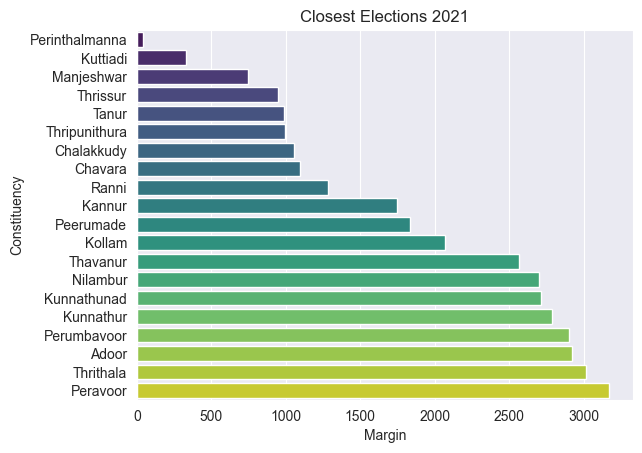 Closest Elections 2021
Constituency
Perinthalmanna
Kuttiadi
Manjeshwar
Thrissur
Tanur
Thripunithura
Chalakkudy
Chavara
Ranni
Kannur
Peerumade
Kollam
Thavanur
Nilambur
Kunnathunad
Kunnathur
Perumbavoor
Adoor
Thrithala
Peravoor
0 500 1000 1500 2000 2500 3000
Margin